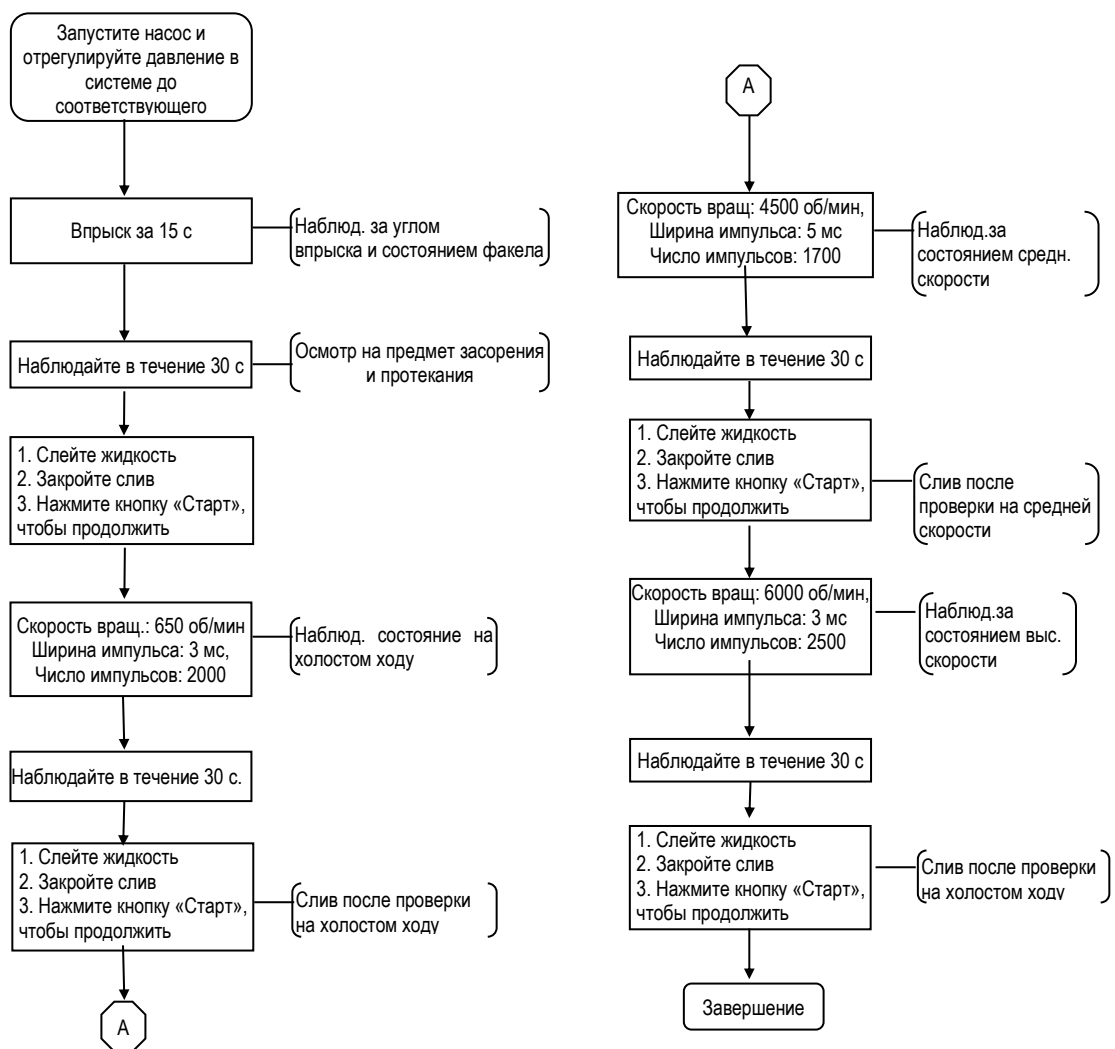 Запустите насос и
отрегулируйте давление в
системе до
соответствующего
Впрыск за 15 с
Наблюд. за углом
впрыска и состоянием факела
Наблюдайте в течение 30 с
Осмотр на предмет засорения
и протекания
1. Слейте жидкость
2. Закройте слив
3. Нажмите кнопку «Старт»,
чтобы продолжить
Скорость вращ.: 650 об/мин
Ширина импульса: 3 мс,
Число импульсов: 2000
Наблюд. состояние на
холостом ходу
Наблюдайте в течение 30 с.
1. Слейте жидкость
2. Закройте слив
3. Нажмите кнопку «Старт»,
чтобы продолжить
Слив после проверки
на холостом ходу
А
А
Скорость вращ: 4500 об/мин,
Ширина импульса: 5 мс
Число импульсов: 1700
Наблюд.за
состоянием средн.
скорости
Наблюдайте в течение 30 с
1. Слейте жидкость
2. Закройте слив
3. Нажмите кнопку «Старт»,
чтобы продолжить
Слив после
проверки на средней
скорости
Скорость вращ: 6000 об/мин,
Ширина импульса: 3 мс
Число импульсов: 2500
Наблюд.за
состоянием выс.
скорости
Наблюдайте в течение 30 с
1. Слейте жидкость
2. Закройте слив
3. Нажмите кнопку «Старт»,
чтобы продолжить
Слив после проверки
на холостом ходу
Завершение